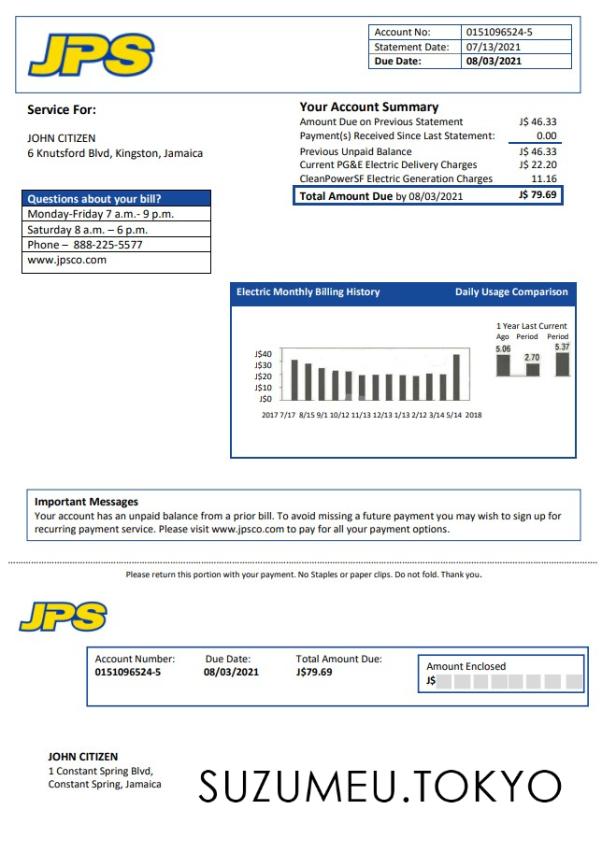 JPS
Account No: 0151096524-5
Statement Date: 07/13/2021
Due Date: 08/03/2021
Service For:
JOHN CITIZEN
6 Knutsford Blvd, Kingston, Jamaica
Your Account Summary
Amount Due on Previous Statement J$ 46.33
Payment(s) Received Since Last Statement: 0.00
Previous Unpaid Balance J$ 46.33
Current PG&E Electric Delivery Charges J$ 22.20
CleanPowerSF Electric Generation Charges 11.16
Total Amount Due by 08/03/2021 J$ 79.69
Questions about your bill?
Monday-Friday 7 a.m.- 9 p.m.
Saturday 8 a.m. – 6 p.m.
Phone – 888-225-5577
www.jpsco.com
Electric Monthly Billing History Daily Usage Comparison
1 Year Last Current
Ago Period Period
5.06 2.70 5.37
J$40
J$30
J$20
J$10
J$0
2017 7/17 8/15 9/1 10/12 11/13 12/13 1/13 2/12 3/14 5/14 2018
Important Messages
Your account has an unpaid balance from a prior bill. To avoid missing a future payment you may wish to sign up for
recurring payment service. Please visit www.jpsco.com to pay for all your payment options.
Please return this portion with your payment. No Staples or paper clips. Do not fold. Thank you.
JPS
Account Number: Due Date: Total Amount Due:
0151096524-5 08/03/2021 J$79.69
Amount Enclosed
J$
JOHN CITIZEN
1 Constant Spring Blvd,
Constant Spring, Jamaica
SUZUMEU.TOKYO